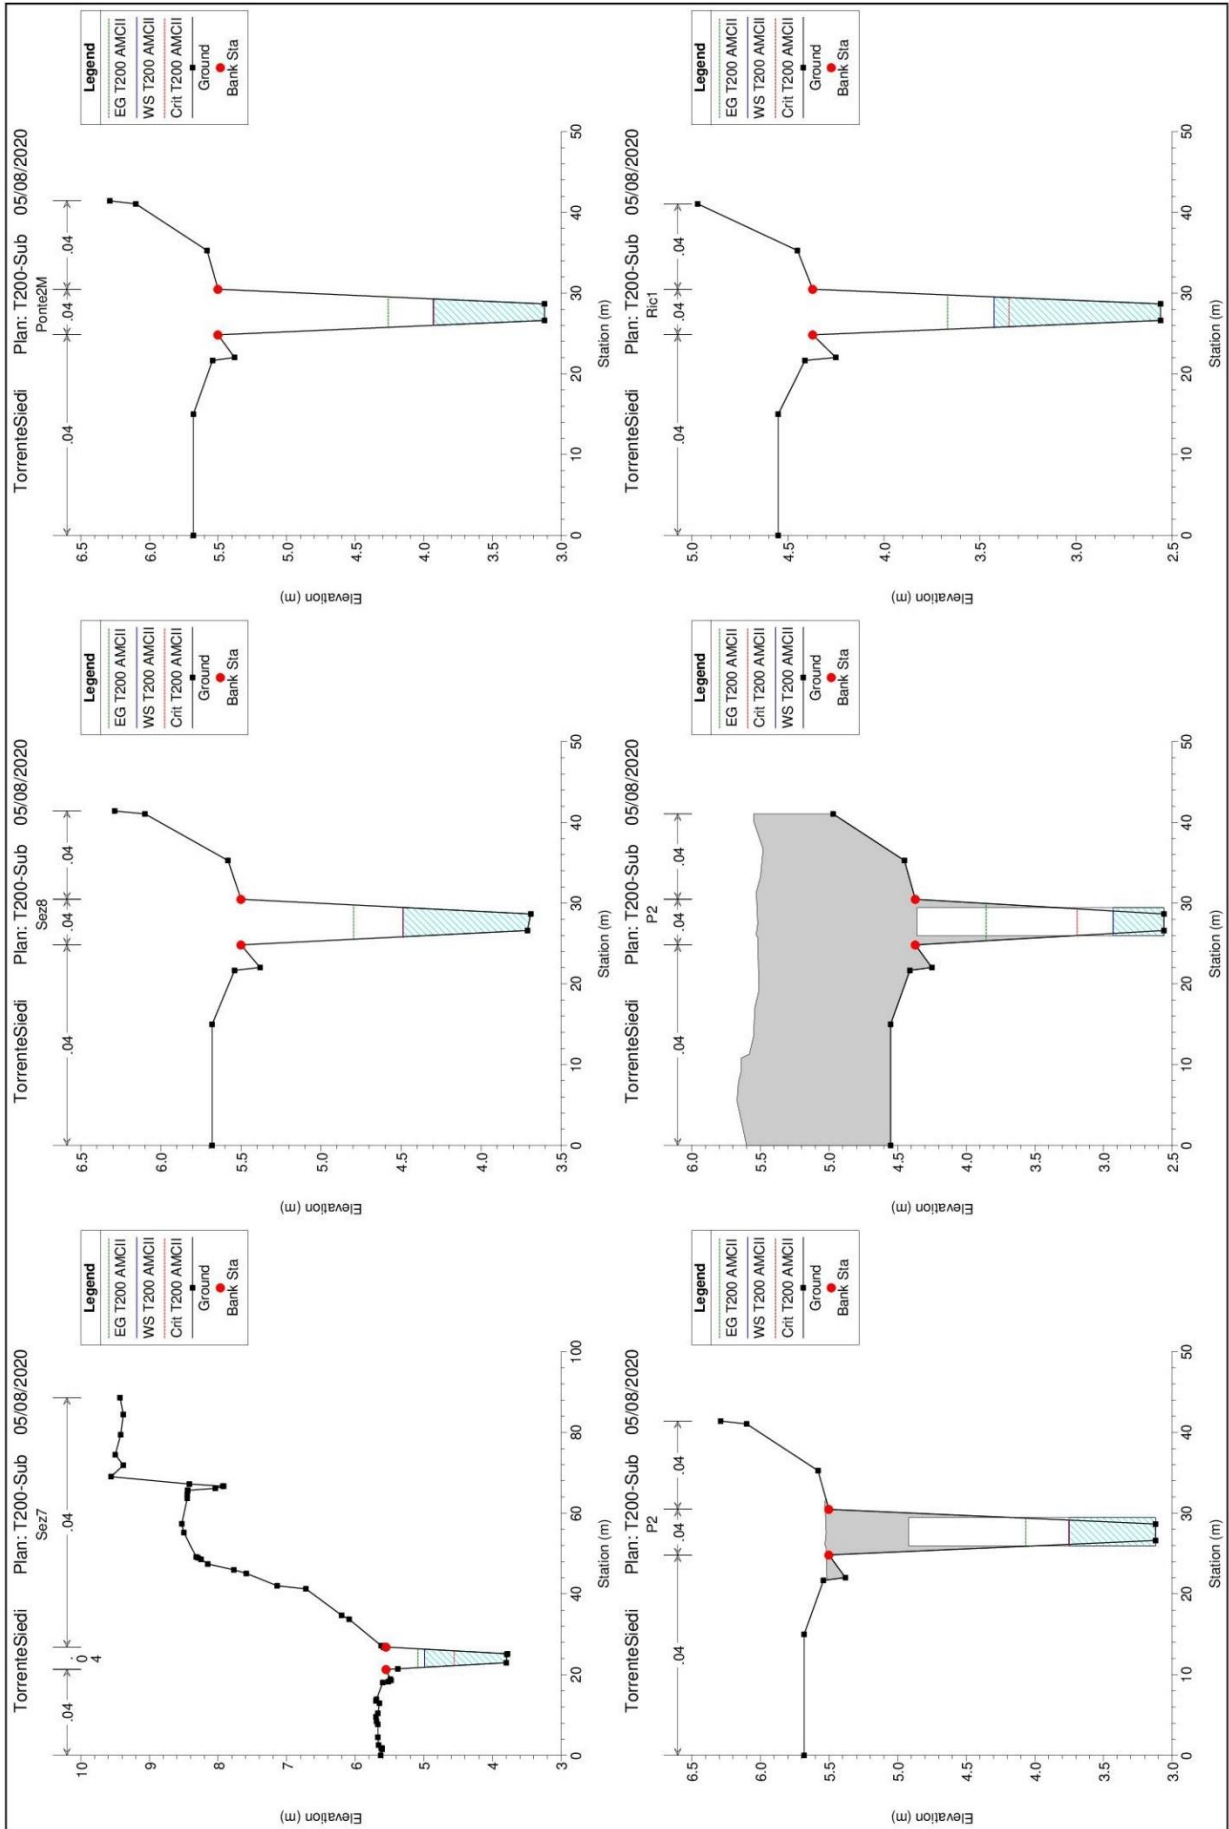 TorrenteSiedi Plan: T200-Sub 05/08/2020
Sez7
.04
.
0
4
.04
Legend
EG T200 AMCII
WS T200 AMCII
Crit T200 AMCII
Ground
Bank Sta
10
9
8
7
6
5
4
3
Elevation (m)
0 20 40 60 80 100
Station (m)
TorrenteSiedi Plan: T200-Sub 05/08/2020
Sez8
.04 .04 .04
Legend
EG T200 AMCII
WS T200 AMCII
Crit T200 AMCII
Ground
Bank Sta
6.5
6.0
5.5
5.0
4.5
4.0
3.5
Elevation (m)
0 10 20 30 40 50
Station (m)
TorrenteSiedi Plan: T200-Sub 05/08/2020
Ponte2M
.04 .04 .04
Legend
EG T200 AMCII
WS T200 AMCII
Crit T200 AMCII
Ground
Bank Sta
6.5
6.0
5.5
5.0
4.5
4.0
3.5
3.0
Elevation (m)
0 10 20 30 40 50
Station (m)
TorrenteSiedi Plan: T200-Sub 05/08/2020
P2
.04 .04 .04
Legend
EG T200 AMCII
WS T200 AMCII
Crit T200 AMCII
Ground
Bank Sta
6.5
6.0
5.5
5.0
4.5
4.0
3.5
3.0
Elevation (m)
0 10 20 30 40 50
Station (m)
TorrenteSiedi Plan: T200-Sub 05/08/2020
P2
.04 .04 .04
Legend
EG T200 AMCII
Crit T200 AMCII
WS T200 AMCII
Ground
Bank Sta
6.0
5.5
5.0
4.5
4.0
3.5
3.0
2.5
Elevation (m)
0 10 20 30 40 50
Station (m)
TorrenteSiedi Plan: T200-Sub 05/08/2020
Ric1
.04 .04 .04
Legend
EG T200 AMCII
WS T200 AMCII
Crit T200 AMCII
Ground
Bank Sta
5.0
4.5
4.0
3.5
3.0
2.5
Elevation (m)
0 10 20 30 40 50
Station (m)